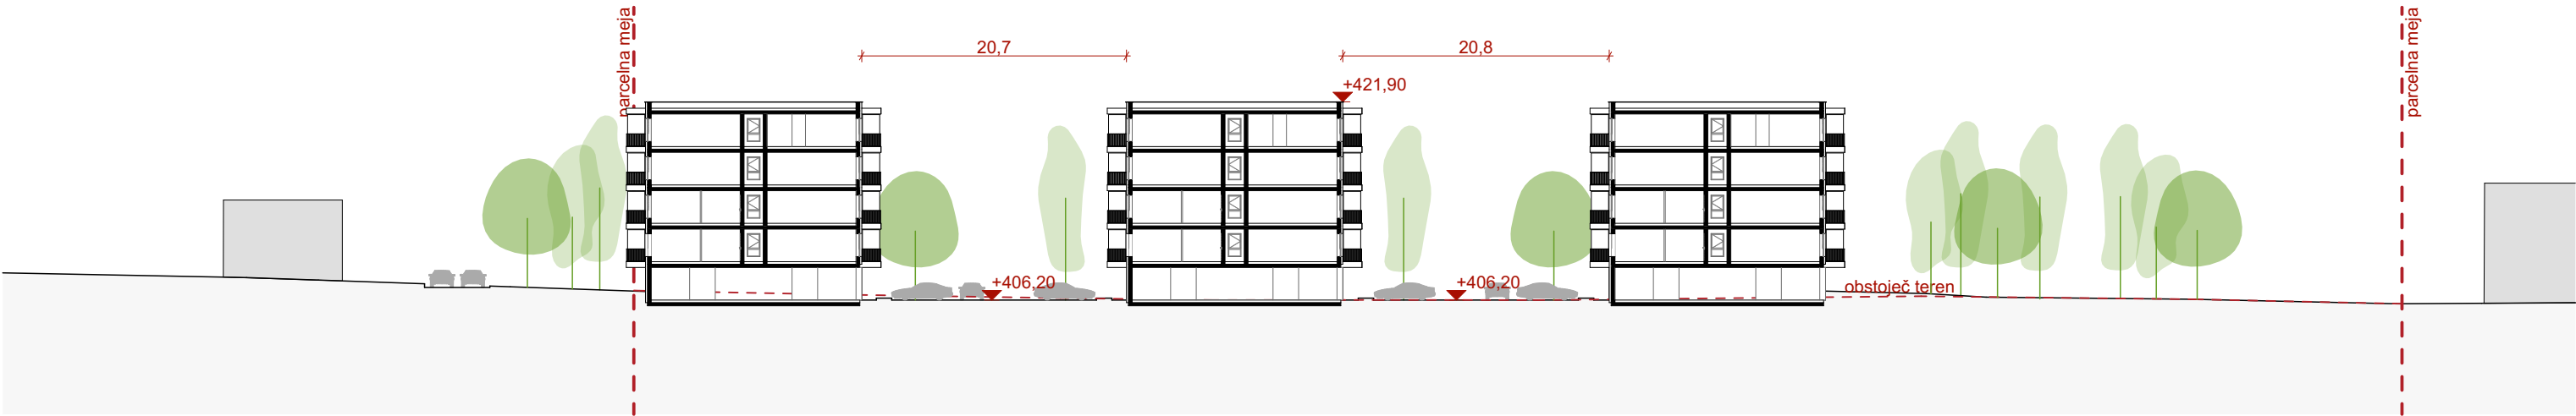 parcelna meja
20,7
20,8
parcelna meja
+421,90
+406,20
+406,20
obstoječ teren